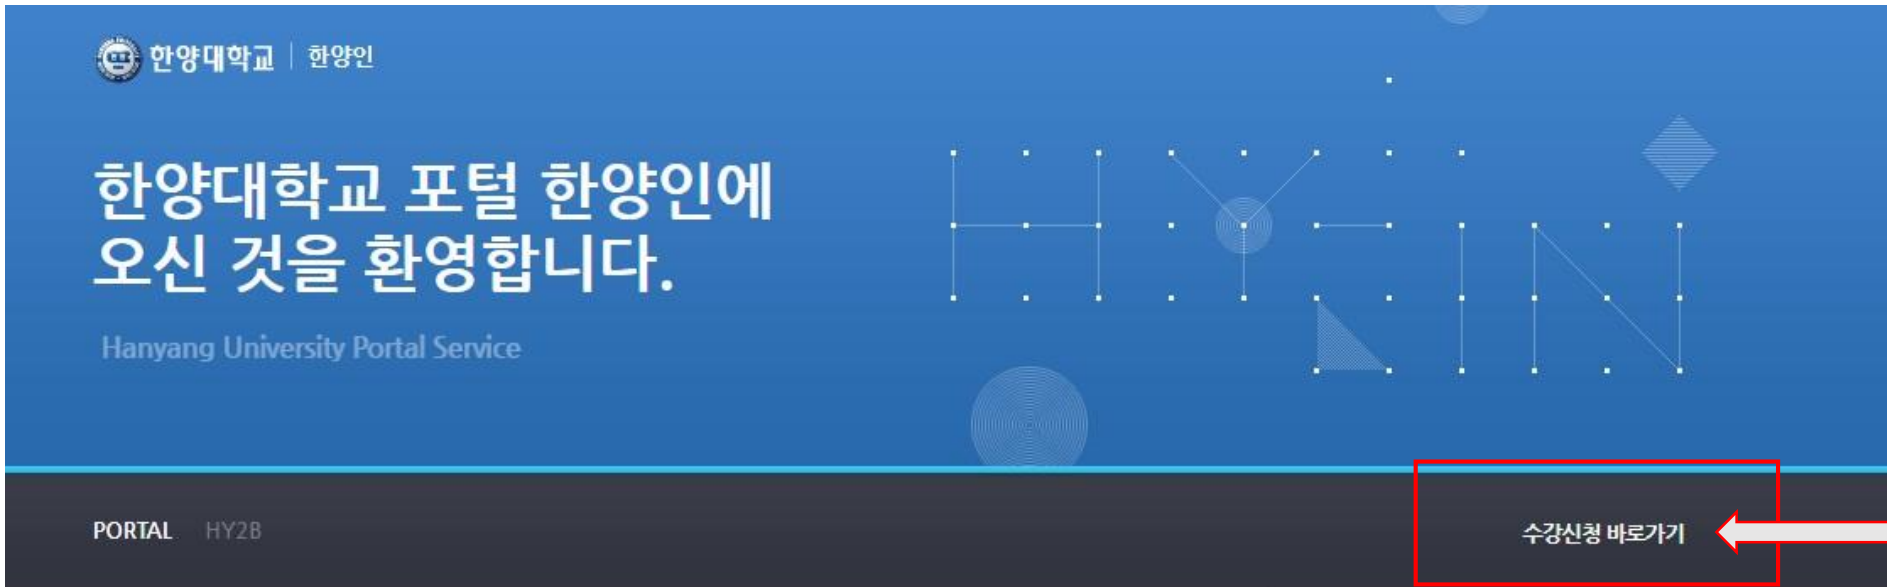 한양대학교 | 한양인
한양대학교 포털 한양인에
오신 것을 환영합니다.
Hanyang University Portal Service
PORTAL HY2B
수강신청 바로가기